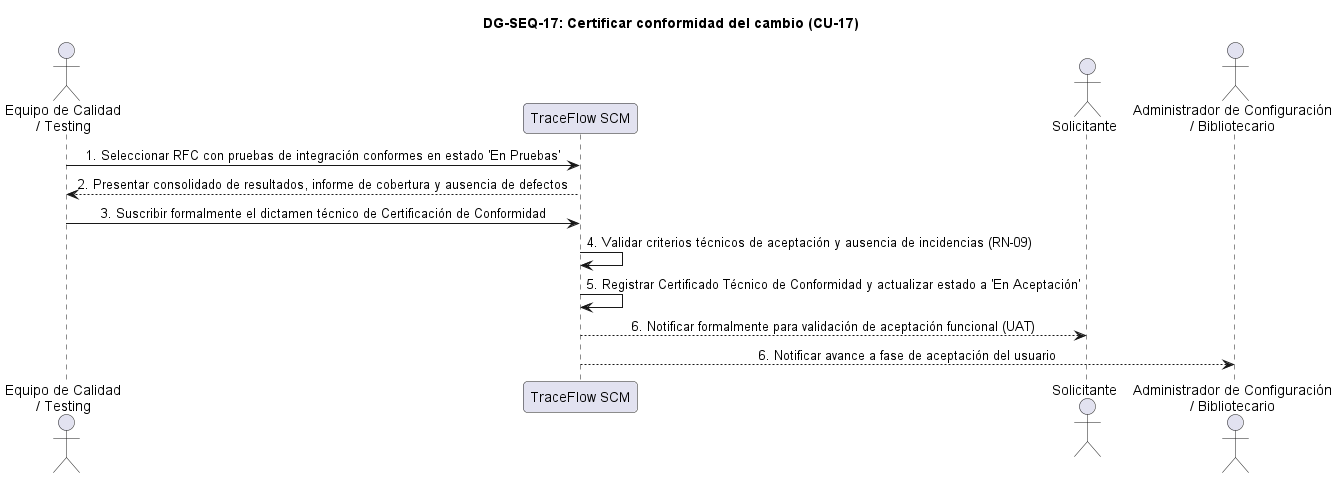 DG-SEQ-17: Certificar conformidad del cambio (CU-17)
Equipo de Calidad
/ Testing
TraceFlow SCM
Solicitante
Administrador de Configuración
/ Bibliotecario
1. Seleccionar RFC con pruebas de integración conformes en estado 'En Pruebas'
2. Presentar consolidado de resultados, informe de cobertura y ausencia de defectos
3. Suscribir formalmente el dictamen técnico de Certificación de Conformidad
4. Validar criterios técnicos de aceptación y ausencia de incidencias (RN-09)
5. Registrar Certificado Técnico de Conformidad y actualizar estado a 'En Aceptación'
6. Notificar formalmente para validación de aceptación funcional (UAT)
6. Notificar avance a fase de aceptación del usuario
Equipo de Calidad
/ Testing
TraceFlow SCM
Solicitante
Administrador de Configuración
/ Bibliotecario